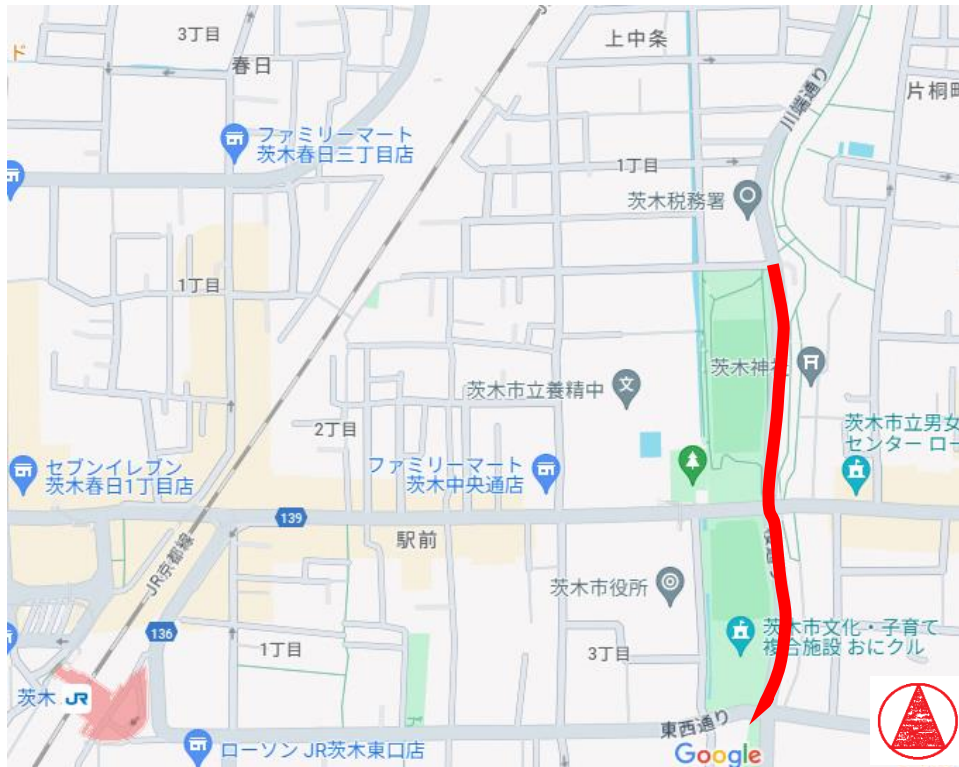 3丁目
上中条
ド
春日
川端通り
片桐町
ファミリーマート
茨木春日三丁目店
1丁目
茨木税務署
1丁目
茨木神社
茨木市立養精中
2丁目
茨木市立男女
センター ロー
セブンイレブン
茨木春日1丁目店
ファミリーマート
茨木中央通店
139
駅前
JR京都線
茨木市役所
136
1丁目
3丁目
茨木市文化・子育て
複合施設 おにクル
茨木 JR
東西通り
ローソン JR茨木東口店
Google